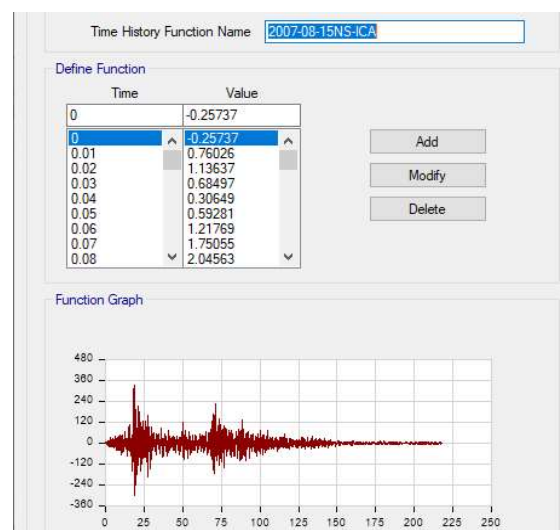 Time History Function Name 2007-08-15NS-ICA
Define Function
Time Value
0 -0.25737
0 -0.25737
0.01 0.76026
0.02 1.13637
0.03 0.68497
0.04 0.30649
0.05 0.59281
0.06 1.21769
0.07 1.75055
0.08 2.04563
Add
Modify
Delete
Function Graph
480
360
240
120
0
-120
-240
-360
0 25 50 75 100 125 150 175 200 225 250